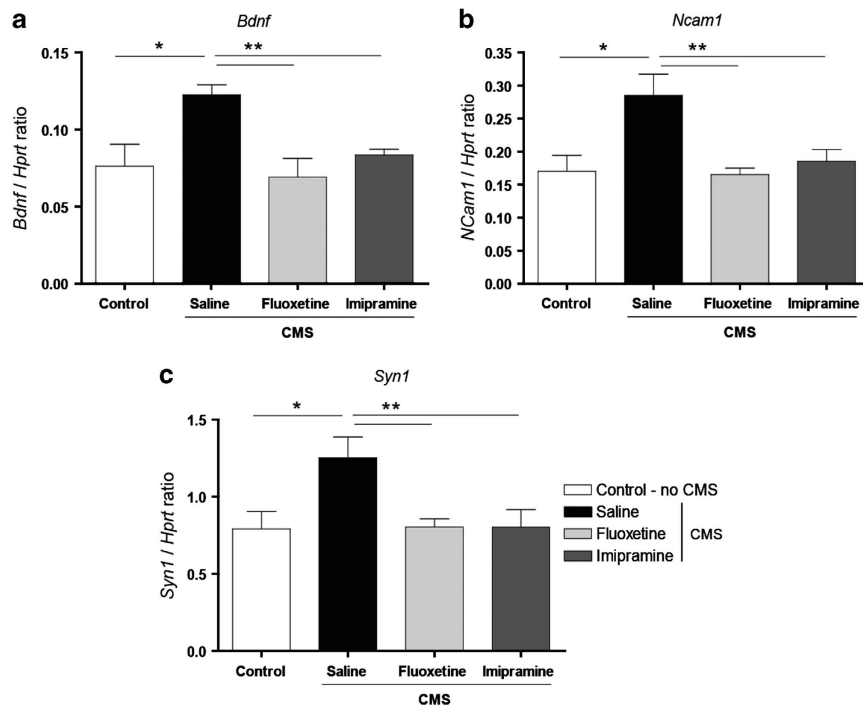 a
Bdnf
* **
Bdnf / Hprt ratio
0.15
0.10
0.05
0.00
Control Saline Fluoxetine Imipramine
CMS
b
Ncam1
* **
NCam1 / Hprt ratio
0.35
0.30
0.25
0.20
0.15
0.10
0.05
0.00
Control Saline Fluoxetine Imipramine
CMS
c
Syn1
* **
Syn1 / Hprt ratio
1.5
1.0
0.5
0.0
Control Saline Fluoxetine Imipramine
CMS
Control - no CMS
Saline
Fluoxetine
Imipramine
CMS